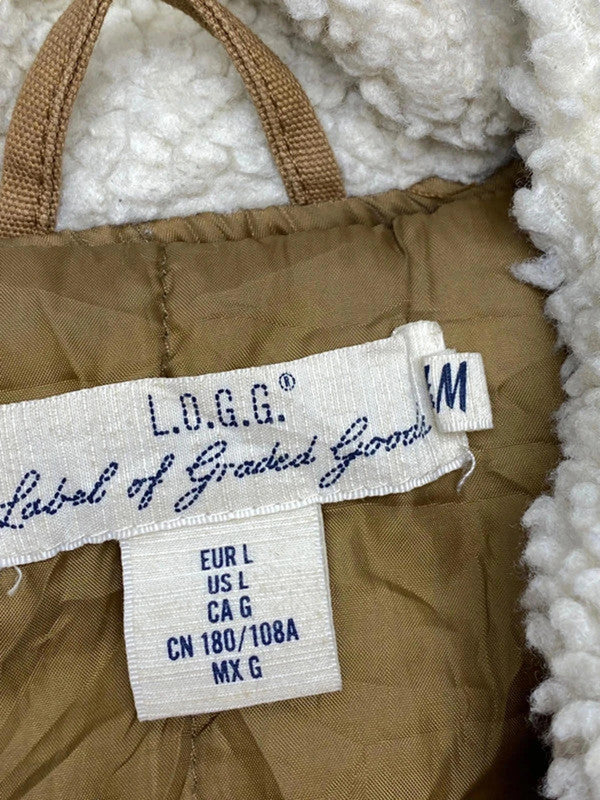 L.O.G.G.®
Label of Graded Goods
EUR L
US L
CA G
CN 180/108A
MX G